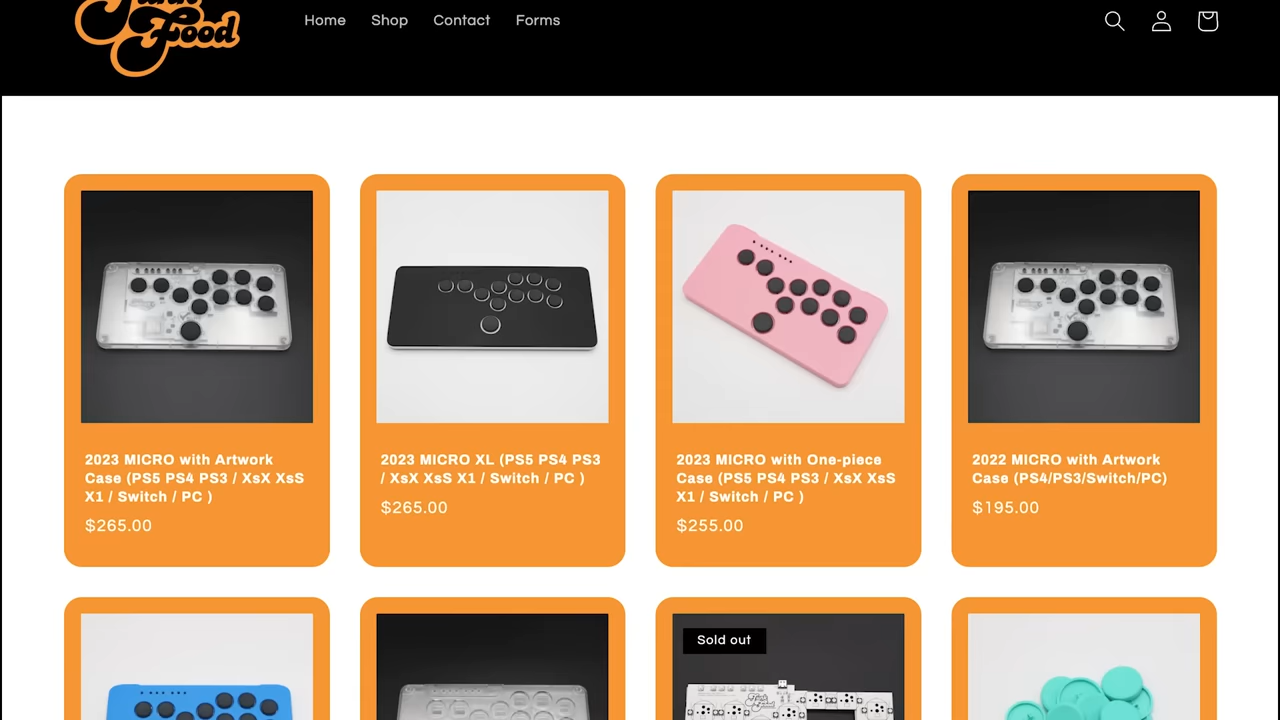 Food
Home Shop Contact Forms
2023 MICRO with Artwork
Case (PS5 PS4 PS3 / XsX XsS
X1 / Switch / PC )
$265.00
2023 MICRO XL (PS5 PS4 PS3
/ XsX XsS X1 / Switch / PC )
$265.00
2023 MICRO with One-piece
Case (PS5 PS4 PS3 / XsX XsS
X1 / Switch / PC )
$255.00
2022 MICRO with Artwork
Case (PS4/PS3/Switch/PC)
$195.00
Sold out